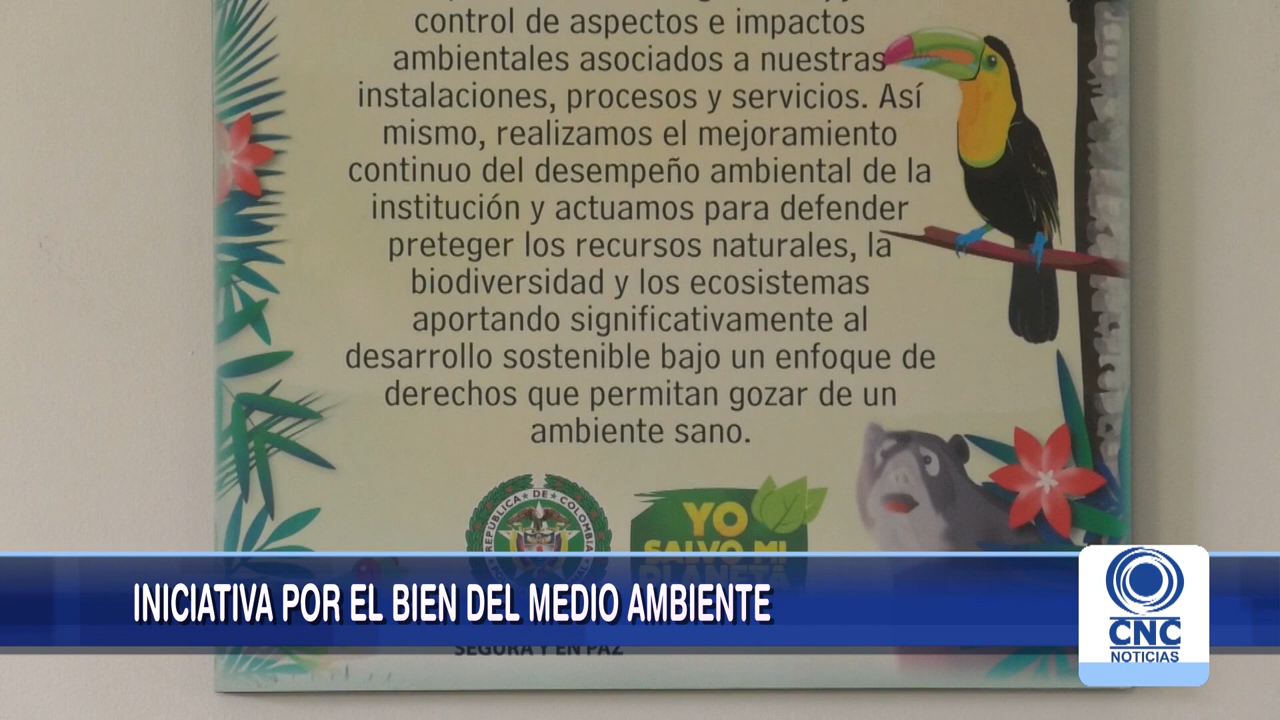 control de aspectos e impactos
ambientales asociados a nuestras
instalaciones, procesos y servicios. Así
mismo, realizamos el mejoramiento
continuo del desempeño ambiental de la
institución y actuamos para defender
preteger los recursos naturales, la
biodiversidad y los ecosistemas
aportando significativamente al
desarrollo sostenible bajo un enfoque de
derechos que permitan gozar de un
ambiente sano.
REPÚBLICA DE COLOMBIA
YO
SALVO MI
PLANETA
INICIATIVA POR EL BIEN DEL MEDIO AMBIENTE
CNC
NOTICIAS
SEGURA Y EN PAZ